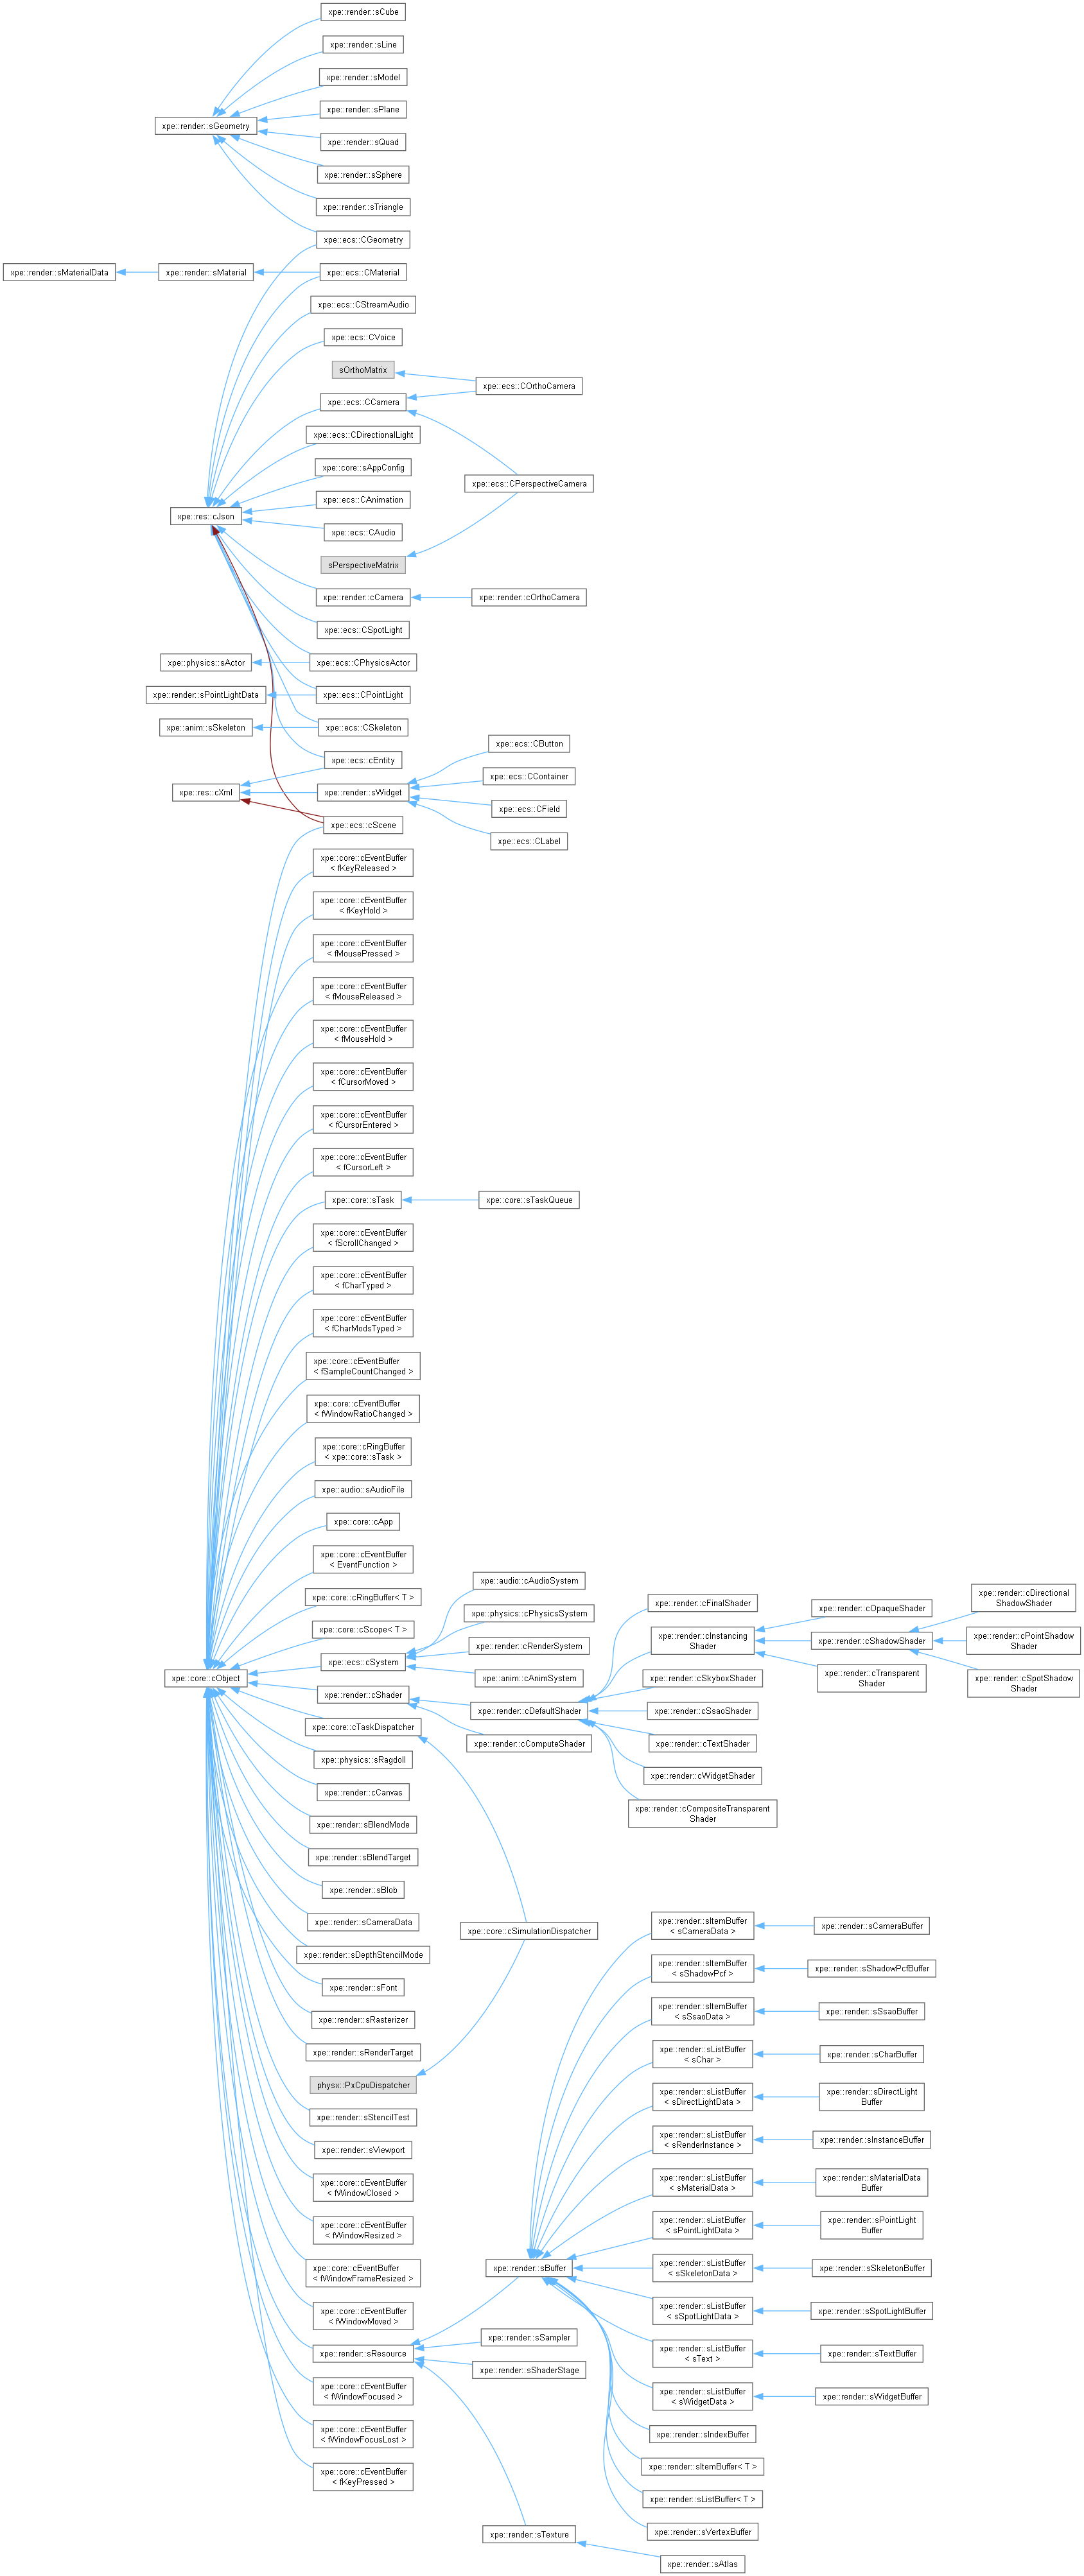 xpe::render::sCube
xpe::render::sLine
xpe::render::sModel
xpe::render::sPlane
xpe::render::sGeometry
xpe::render::sQuad
xpe::render::sSphere
xpe::render::sTriangle
xpe::ecs::CGeometry
xpe::render::sMaterialData
xpe::render::sMaterial
xpe::ecs::CMaterial
xpe::ecs::CStreamAudio
xpe::ecs::CVoice
sOrthoMatrix
xpe::ecs::COrthoCamera
xpe::ecs::CCamera
xpe::ecs::CDirectionalLight
xpe::core::sAppConfig
xpe::ecs::CPerspectiveCamera
xpe::ecs::CAnimation
xpe::res::cJson
xpe::ecs::CAudio
sPerspectiveMatrix
xpe::render::cCamera
xpe::render::cOrthoCamera
xpe::ecs::CSpotLight
xpe::physics::sActor
xpe::ecs::CPhysicsActor
xpe::render::sPointLightData
xpe::ecs::CPointLight
xpe::anim::sSkeleton
xpe::ecs::CSkeleton
xpe::ecs::CButton
xpe::ecs::cEntity
xpe::ecs::CContainer
xpe::res::cXml
xpe::render::sWidget
xpe::ecs::CField
xpe::ecs::cScene
xpe::ecs::CLabel
xpe::core::cEventBuffer
< fKeyReleased >
xpe::core::cEventBuffer
< fKeyHold >
xpe::core::cEventBuffer
< fMousePressed >
xpe::core::cEventBuffer
< fMouseReleased >
xpe::core::cEventBuffer
< fMouseHold >
xpe::core::cEventBuffer
< fCursorMoved >
xpe::core::cEventBuffer
< fCursorEntered >
xpe::core::cEventBuffer
< fCursorLeft >
xpe::core::sTask
xpe::core::sTaskQueue
xpe::core::cEventBuffer
< fScrollChanged >
xpe::core::cEventBuffer
< fCharTyped >
xpe::core::cEventBuffer
< fCharModsTyped >
xpe::core::cEventBuffer
< fSampleCountChanged >
xpe::core::cEventBuffer
< fWindowRatioChanged >
xpe::core::cRingBuffer
< xpe::core::sTask >
xpe::audio::sAudioFile
xpe::core::cApp
xpe::core::cEventBuffer
< EventFunction >
xpe::audio::cAudioSystem
xpe::core::cRingBuffer< T >
xpe::render::cFinalShader
xpe::render::cDirectional
ShadowShader
xpe::render::cOpaqueShader
xpe::physics::cPhysicsSystem
xpe::core::cScope< T >
xpe::render::cInstancing
Shader
xpe::render::cShadowShader
xpe::render::cPointShadow
Shader
xpe::render::cRenderSystem
xpe::ecs::cSystem
xpe::core::cObject
xpe::anim::cAnimSystem
xpe::render::cSkyboxShader
xpe::render::cTransparent
Shader
xpe::render::cSpotShadow
Shader
xpe::render::cShader
xpe::render::cDefaultShader
xpe::render::cSsaoShader
xpe::core::cTaskDispatcher
xpe::render::cComputeShader
xpe::render::cTextShader
xpe::physics::sRagdoll
xpe::render::cWidgetShader
xpe::render::cCanvas
xpe::render::cCompositeTransparent
Shader
xpe::render::sBlendMode
xpe::render::sBlendTarget
xpe::render::sBlob
xpe::render::sCameraData
xpe::core::cSimulationDispatcher
xpe::render::sItemBuffer
< sCameraData >
xpe::render::sCameraBuffer
xpe::render::sDepthStencilMode
xpe::render::sItemBuffer
< sShadowPcf >
xpe::render::sShadowPcfBuffer
xpe::render::sFont
xpe::render::sItemBuffer
< sSsaoData >
xpe::render::sSsaoBuffer
xpe::render::sRasterizer
xpe::render::sRenderTarget
xpe::render::sListBuffer
< sChar >
xpe::render::sCharBuffer
physx::PxCpuDispatcher
xpe::render::sListBuffer
< sDirectLightData >
xpe::render::sDirectLight
Buffer
xpe::render::sStencilTest
xpe::render::sListBuffer
< sRenderInstance >
xpe::render::sInstanceBuffer
xpe::render::sViewport
xpe::core::cEventBuffer
< fWindowClosed >
xpe::render::sListBuffer
< sMaterialData >
xpe::render::sMaterialData
Buffer
xpe::core::cEventBuffer
< fWindowResized >
xpe::render::sListBuffer
< sPointLightData >
xpe::render::sPointLight
Buffer
xpe::core::cEventBuffer
< fWindowFrameResized >
xpe::render::sBuffer
xpe::render::sListBuffer
< sSkeletonData >
xpe::render::sSkeletonBuffer
xpe::core::cEventBuffer
< fWindowMoved >
xpe::render::sListBuffer
< sSpotLightData >
xpe::render::sSpotLightBuffer
xpe::render::sSampler
xpe::render::sResource
xpe::render::sListBuffer
< sText >
xpe::render::sTextBuffer
xpe::render::sShaderStage
xpe::core::cEventBuffer
< fWindowFocused >
xpe::render::sListBuffer
< sWidgetData >
xpe::render::sWidgetBuffer
xpe::core::cEventBuffer
< fWindowFocusLost >
xpe::render::sIndexBuffer
xpe::core::cEventBuffer
< fKeyPressed >
xpe::render::sItemBuffer< T >
xpe::render::sListBuffer< T >
xpe::render::sTexture
xpe::render::sVertexBuffer
xpe::render::sAtlas